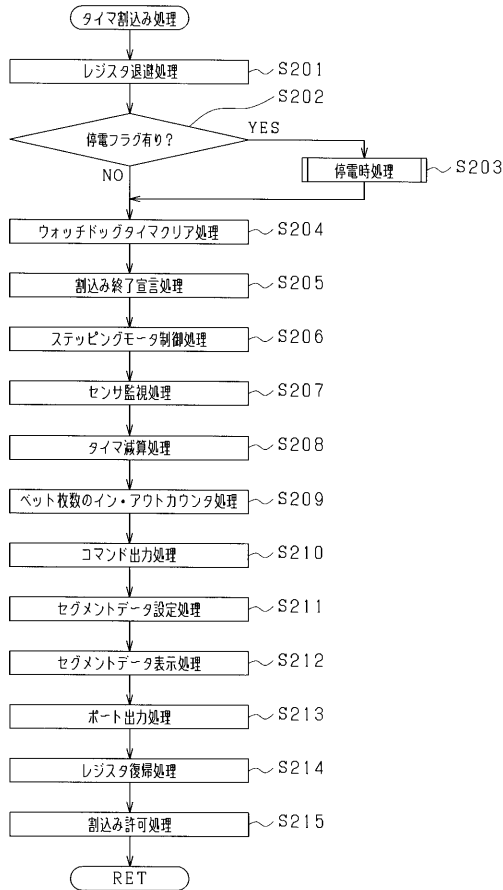 タイマ割込み処理
レジスタ退避処理
S201
S202
停電フラグ有り?
YES
NO
停電時処理
S203
ウォッチドッグタイマクリア処理
S204
割込み終了宣言処理
S205
ステッピングモータ制御処理
S206
センサ監視処理
S207
タイマ減算処理
S208
ベット枚数のイン・アウトカウンタ処理
S209
コマンド出力処理
S210
セグメントデータ設定処理
S211
セグメントデータ表示処理
S212
ポート出力処理
S213
レジスタ復帰処理
S214
割込み許可処理
S215
RET